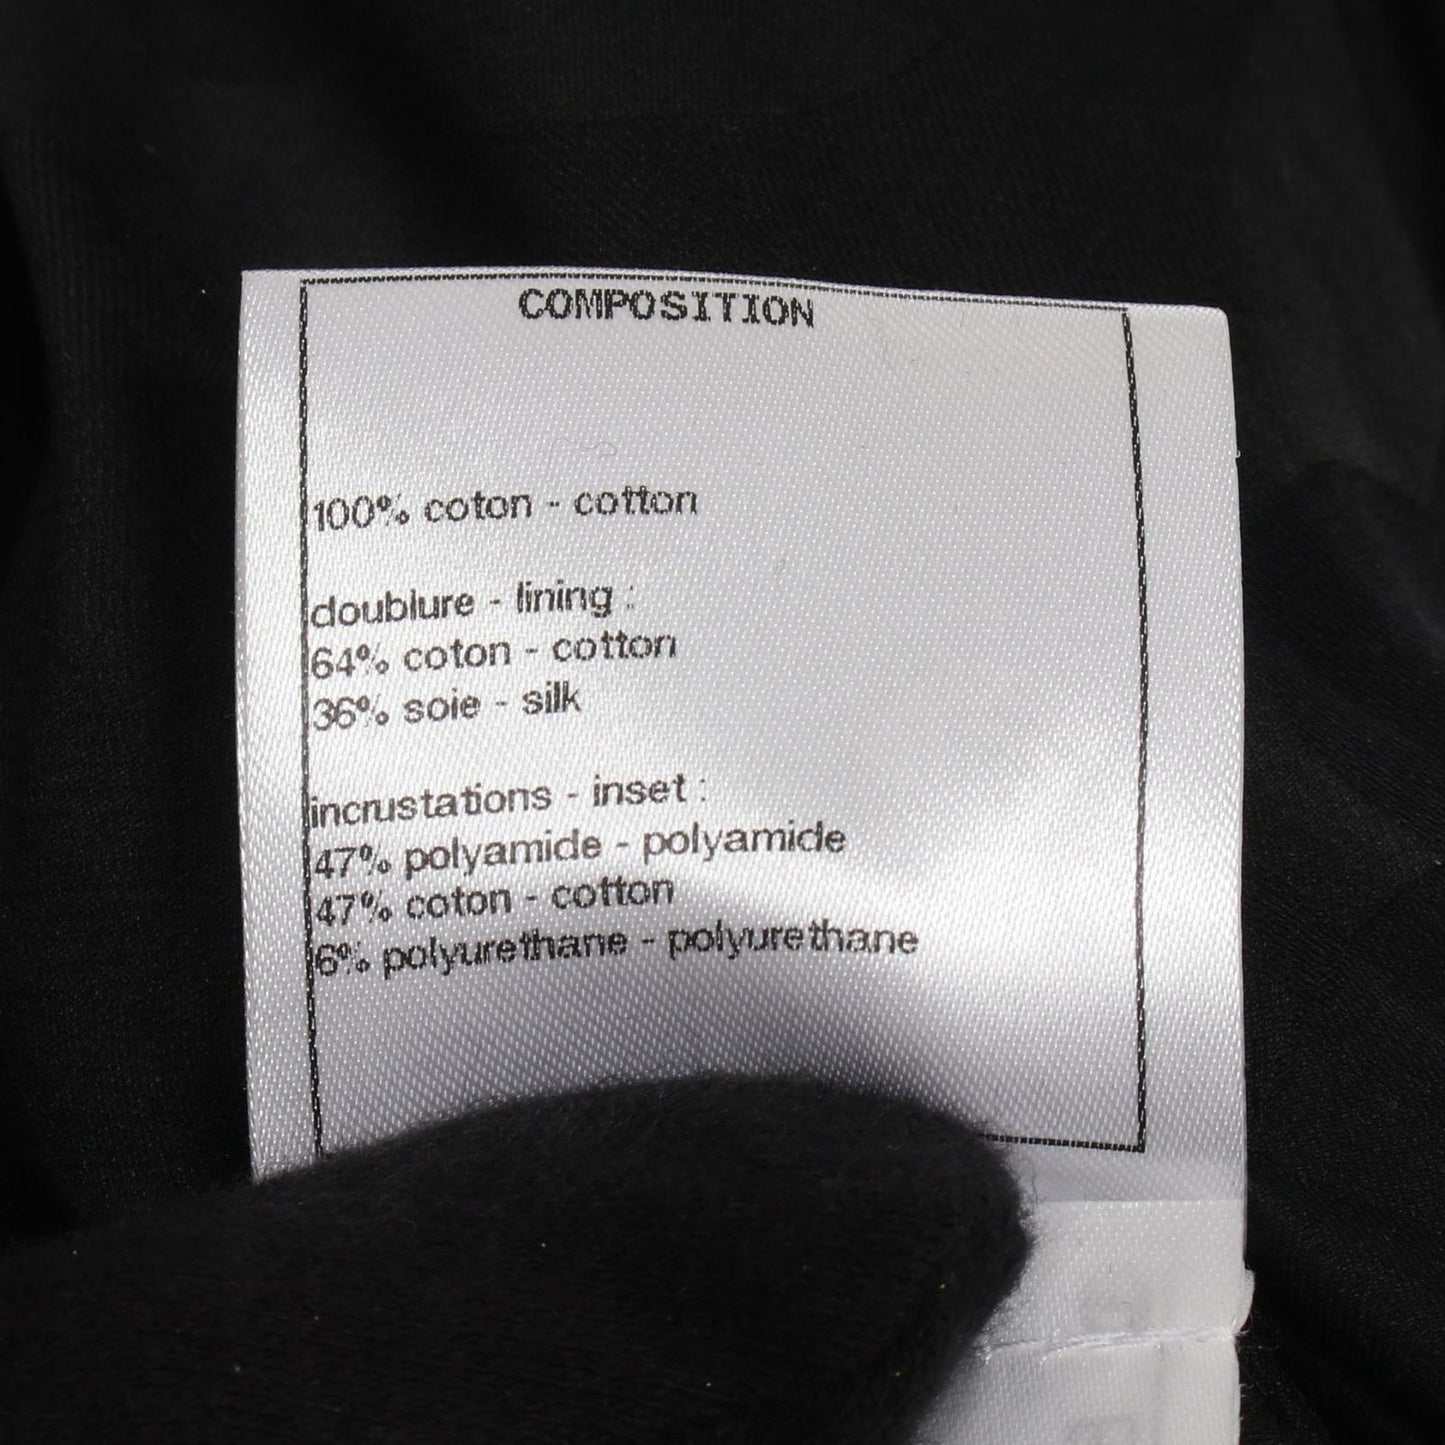 COMPOSITION
100% coton - cotton
doublure - lining :
64% coton - cotton
36% soie - silk
incrustations - inset :
47% polyamide - polyamide
47% coton - cotton
6% polyurethane - polyurethane